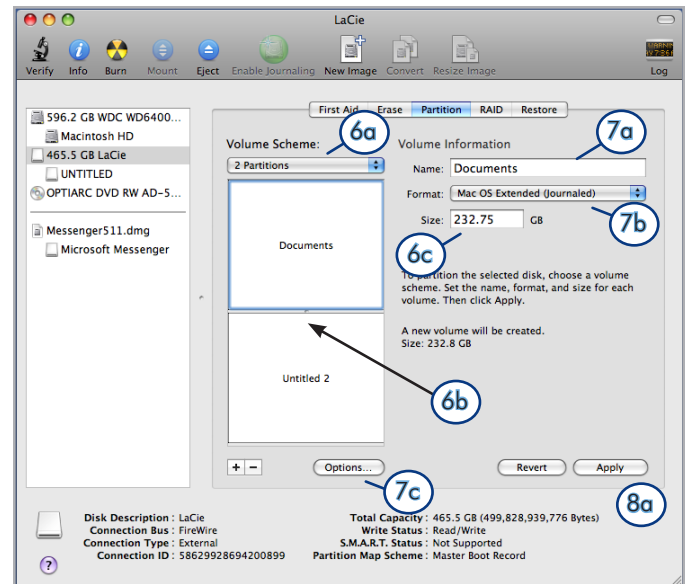 LaCie
Verify Info Burn Mount Eject Enable Journaling New Image Convert Resize Image Log
WARNIN
First Aid Erase Partition RAID Restore
596.2 GB WDC WD6400...
Macintosh HD
465.5 GB LaCie
UNTITLED
OPTIARC DVD RW AD-5...
Messenger511.dmg
Microsoft Messenger
6a
7a
Volume Scheme:
2 Partitions
Documents
Untitled 2
Volume Information
Name: Documents
Format: Mac OS Extended (Journaled)
Size: 232.75 GB
7b
6c
To partition the selected disk, choose a volume
scheme. Set the name, format, and size for each
volume. Then click Apply.
A new volume will be created.
Size: 232.8 GB
6b
+ − Options... Revert Apply
7c
8a
Disk Description : LaCie
Connection Bus : FireWire
Connection Type : External
Connection ID : 58629928694200899
Total Capacity : 465.5 GB (499,828,939,776 Bytes)
Write Status : Read/Write
S.M.A.R.T. Status : Not Supported
Partition Map Scheme : Master Boot Record
?